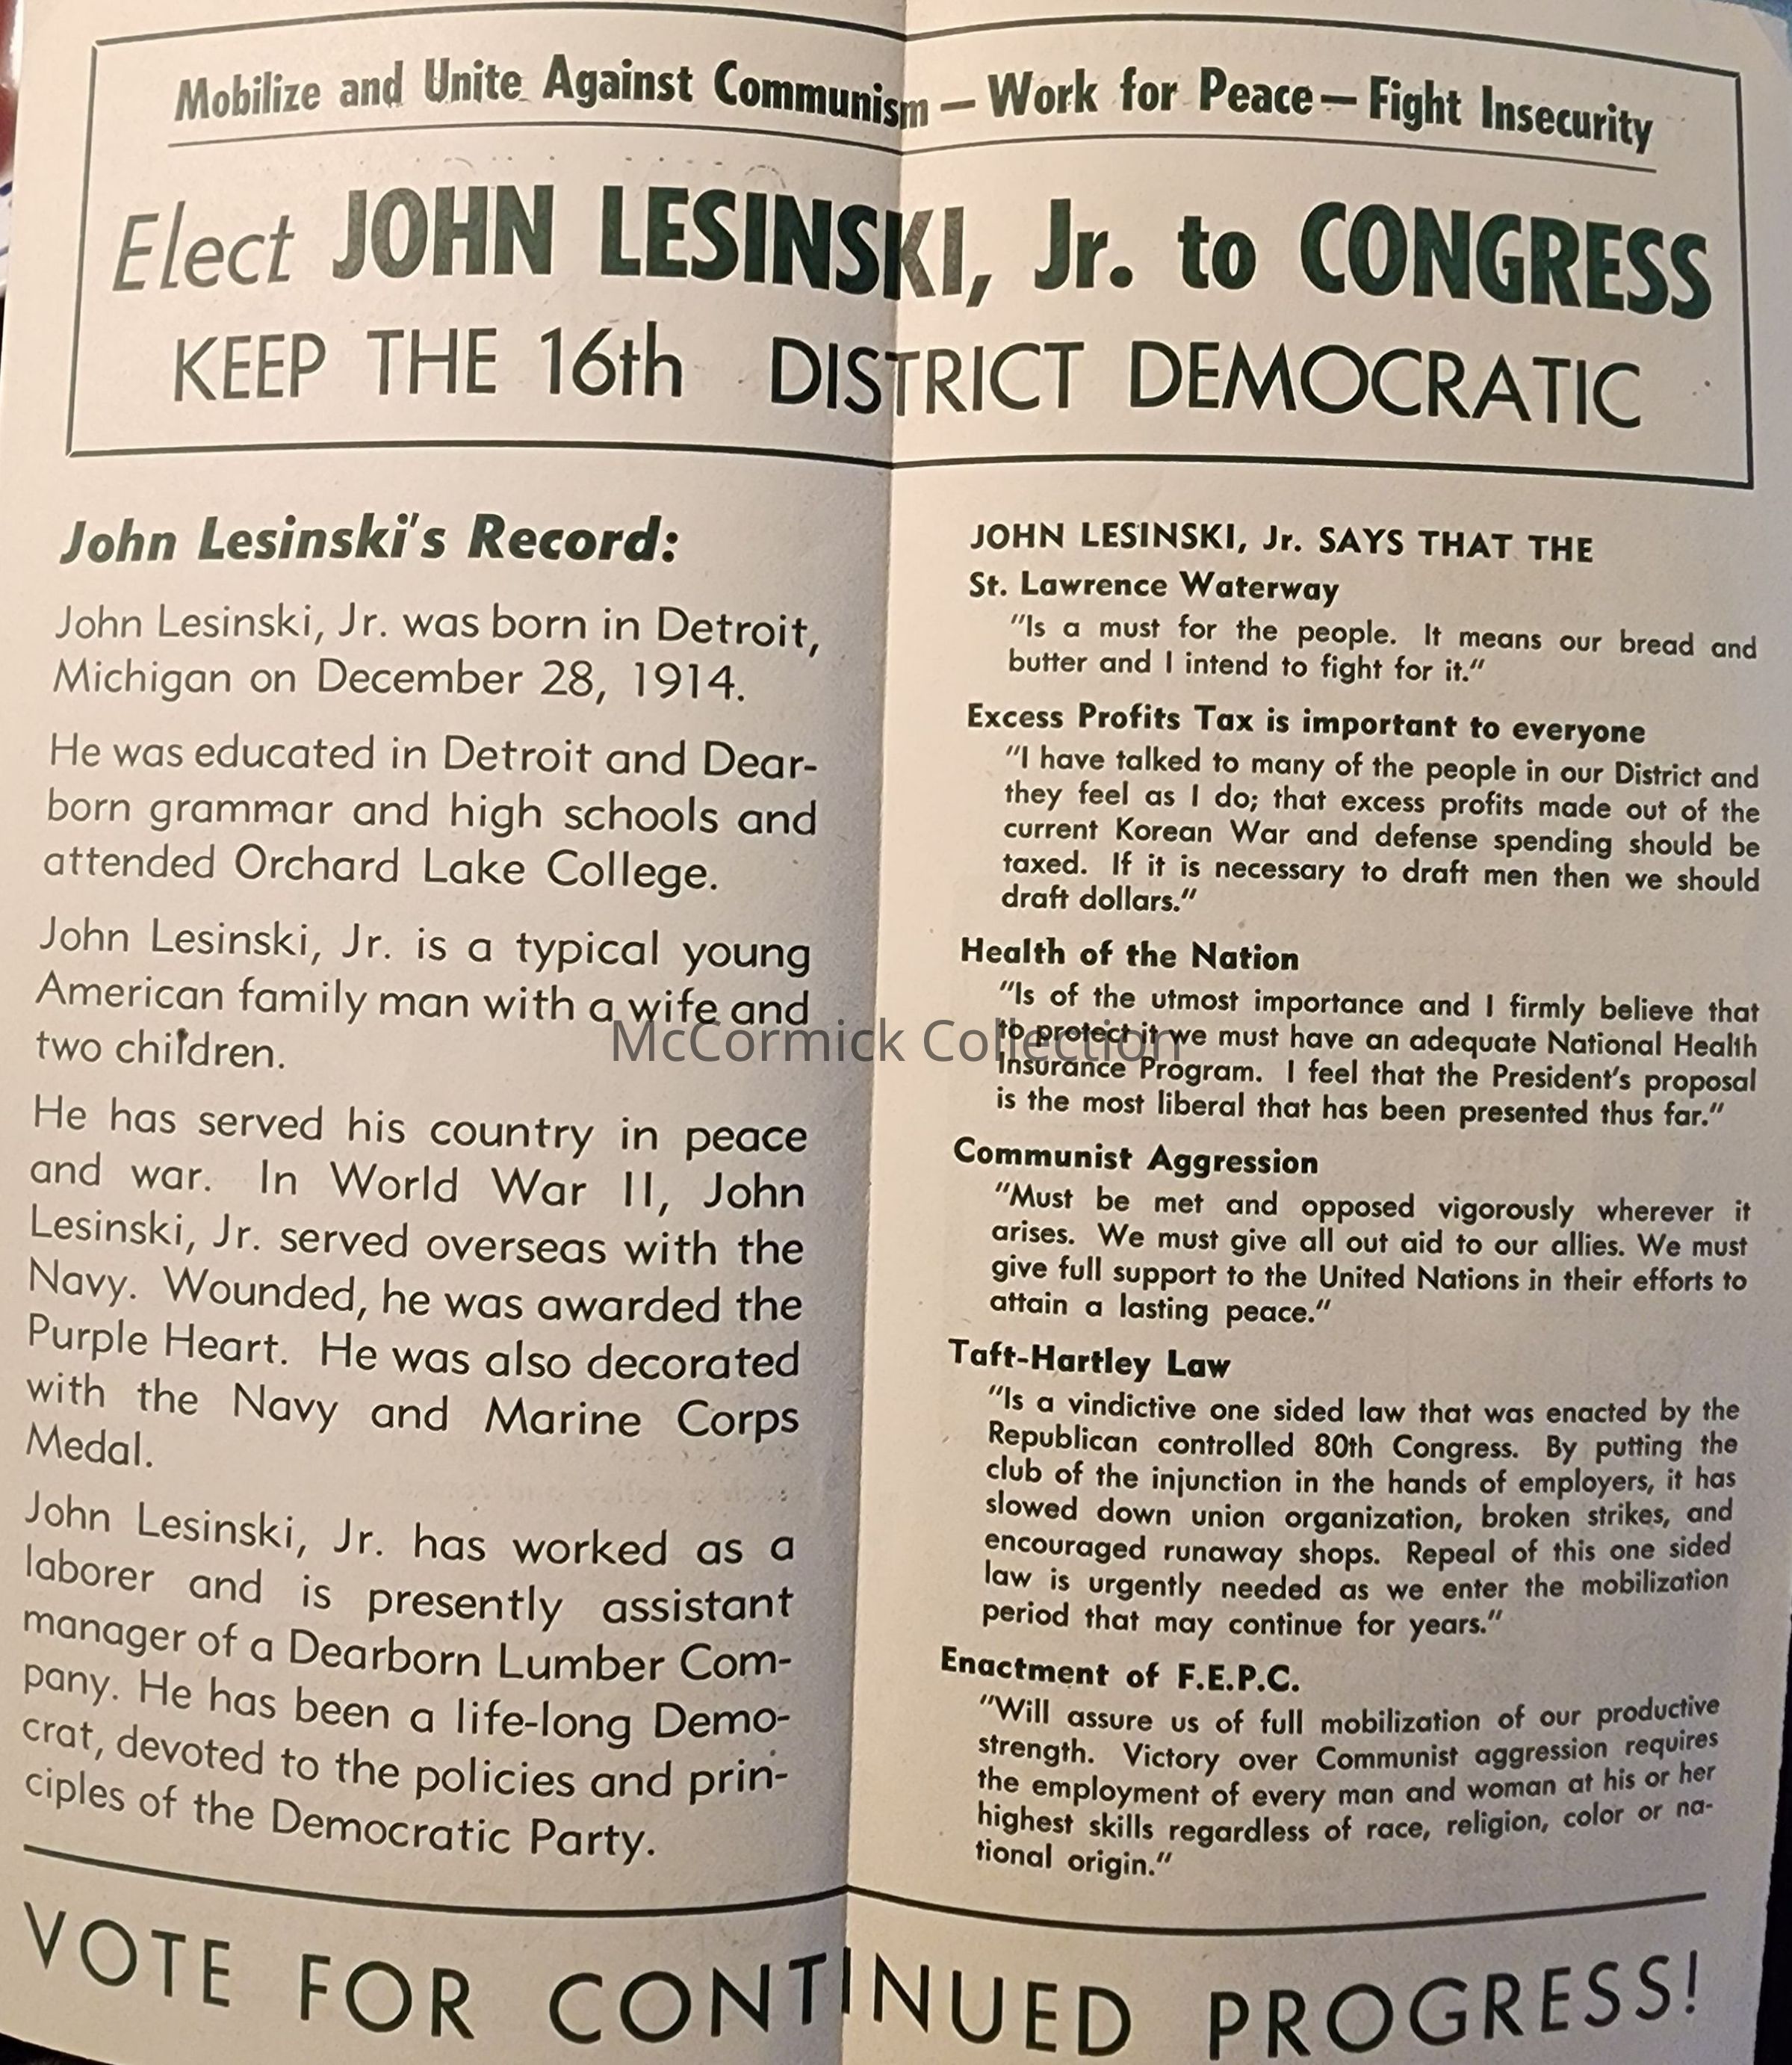 Mobilize and Unite Against Communism — Work for Peace — Fight Insecurity
Elect JOHN LESINSKI, Jr. to CONGRESS
KEEP THE 16th DISTRICT DEMOCRATIC
John Lesinski's Record:
John Lesinski, Jr. was born in Detroit,
Michigan on December 28, 1914.
He was educated in Detroit and Dear-
born grammar and high schools and
attended Orchard Lake College.
John Lesinski, Jr. is a typical young
American family man with a wife and
two children.
He has served his country in peace
and war. In World War II, John
Lesinski, Jr. served overseas with the
Navy. Wounded, he was awarded the
Purple Heart. He was also decorated
with the Navy and Marine Corps
Medal.
John Lesinski, Jr. has worked as a
laborer and is presently assistant
manager of a Dearborn Lumber Com-
pany. He has been a life-long Demo-
crat, devoted to the policies and prin-
ciples of the Democratic Party.
JOHN LESINSKI, Jr. SAYS THAT THE
St. Lawrence Waterway
"Is a must for the people. It means our bread and
butter and I intend to fight for it."
Excess Profits Tax is important to everyone
"I have talked to many of the people in our District and
they feel as I do; that excess profits made out of the
current Korean War and defense spending should be
taxed. If it is necessary to draft men then we should
draft dollars."
Health of the Nation
"Is of the utmost importance and I firmly believe that
to protect it we must have an adequate National Health
Insurance Program. I feel that the President's proposal
is the most liberal that has been presented thus far."
Communist Aggression
"Must be met and opposed vigorously wherever it
arises. We must give all out aid to our allies. We must
give full support to the United Nations in their efforts to
attain a lasting peace."
Taft-Hartley Law
"Is a vindictive one sided law that was enacted by the
Republican controlled 80th Congress. By putting the
club of the injunction in the hands of employers, it has
slowed down union organization, broken strikes, and
encouraged runaway shops. Repeal of this one sided
law is urgently needed as we enter the mobilization
period that may continue for years."
Enactment of F.E.P.C.
"Will assure us of full mobilization of our productive
strength. Victory over Communist aggression requires
the employment of every man and woman at his or her
highest skills regardless of race, religion, color or na-
tional origin."
VOTE FOR CONTINUED PROGRESS!
McCormick Collection